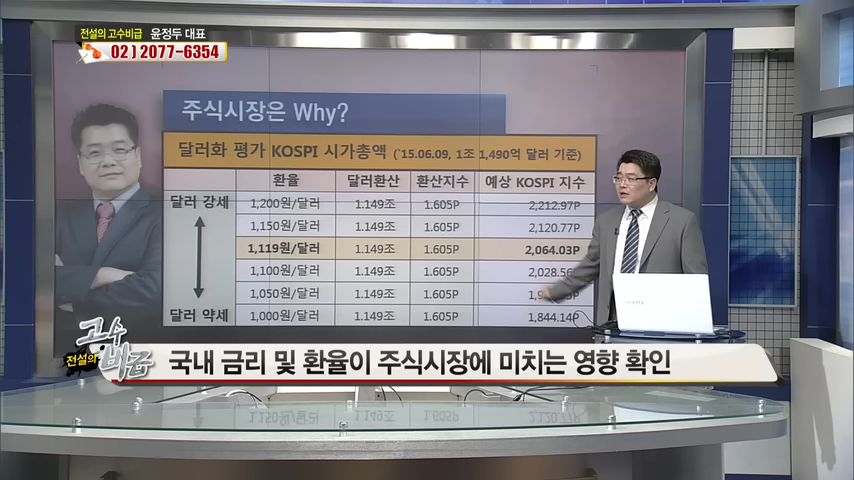 전설의 고수비급 윤정두 대표
02 ) 2077-6354
주식시장은 Why?
달러화 평가 KOSPI 시가총액 (`15.06.09, 1조 1,490억 달러 기준)
환율 달러환산 환산지수 예상 KOSPI 지수
달러 강세 1,200원/달러 1.149조 1.605P 2,212.97P
1,150원/달러 1.149조 1.605P 2,120.77P
1,119원/달러 1.149조 1.605P 2,064.03P
1,100원/달러 1.149조 1.605P 2,028.56P
1,050원/달러 1.149조 1.605P
달러 약세 1,000원/달러 1.149조 1.605P 1,844.14P
전설의 고수비급
국내 금리 및 환율이 주식시장에 미치는 영향 확인